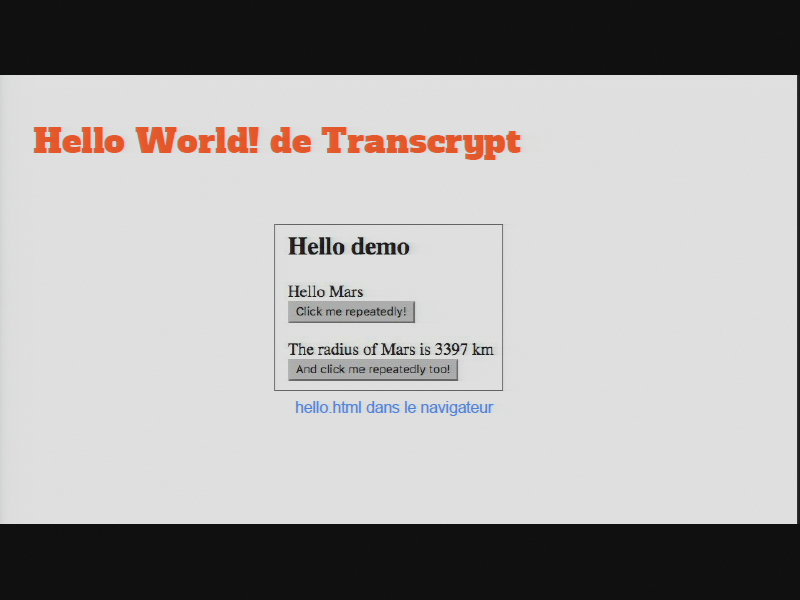 Hello World! de Transcrypt
Hello demo
Hello Mars
Click me repeatedly!
The radius of Mars is 3397 km
And click me repeatedly too!
hello.html dans le navigateur